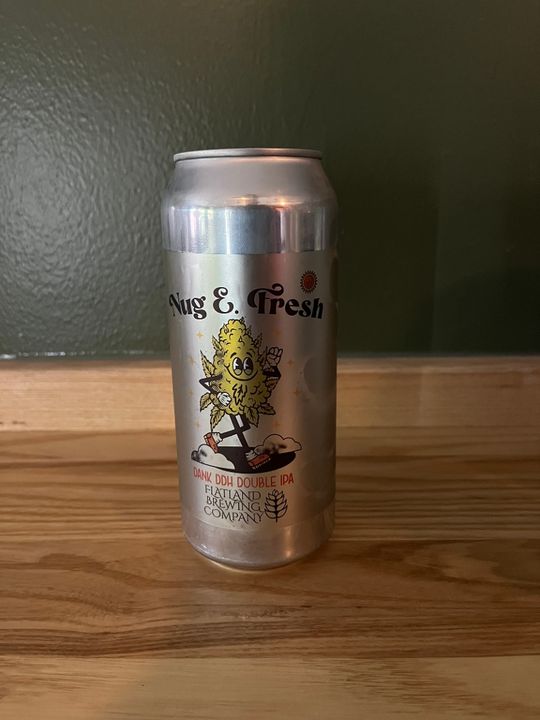 Nug E. Fresh
DANK DDH DOUBLE IPA
FLATLAND
BREWING
COMPANY